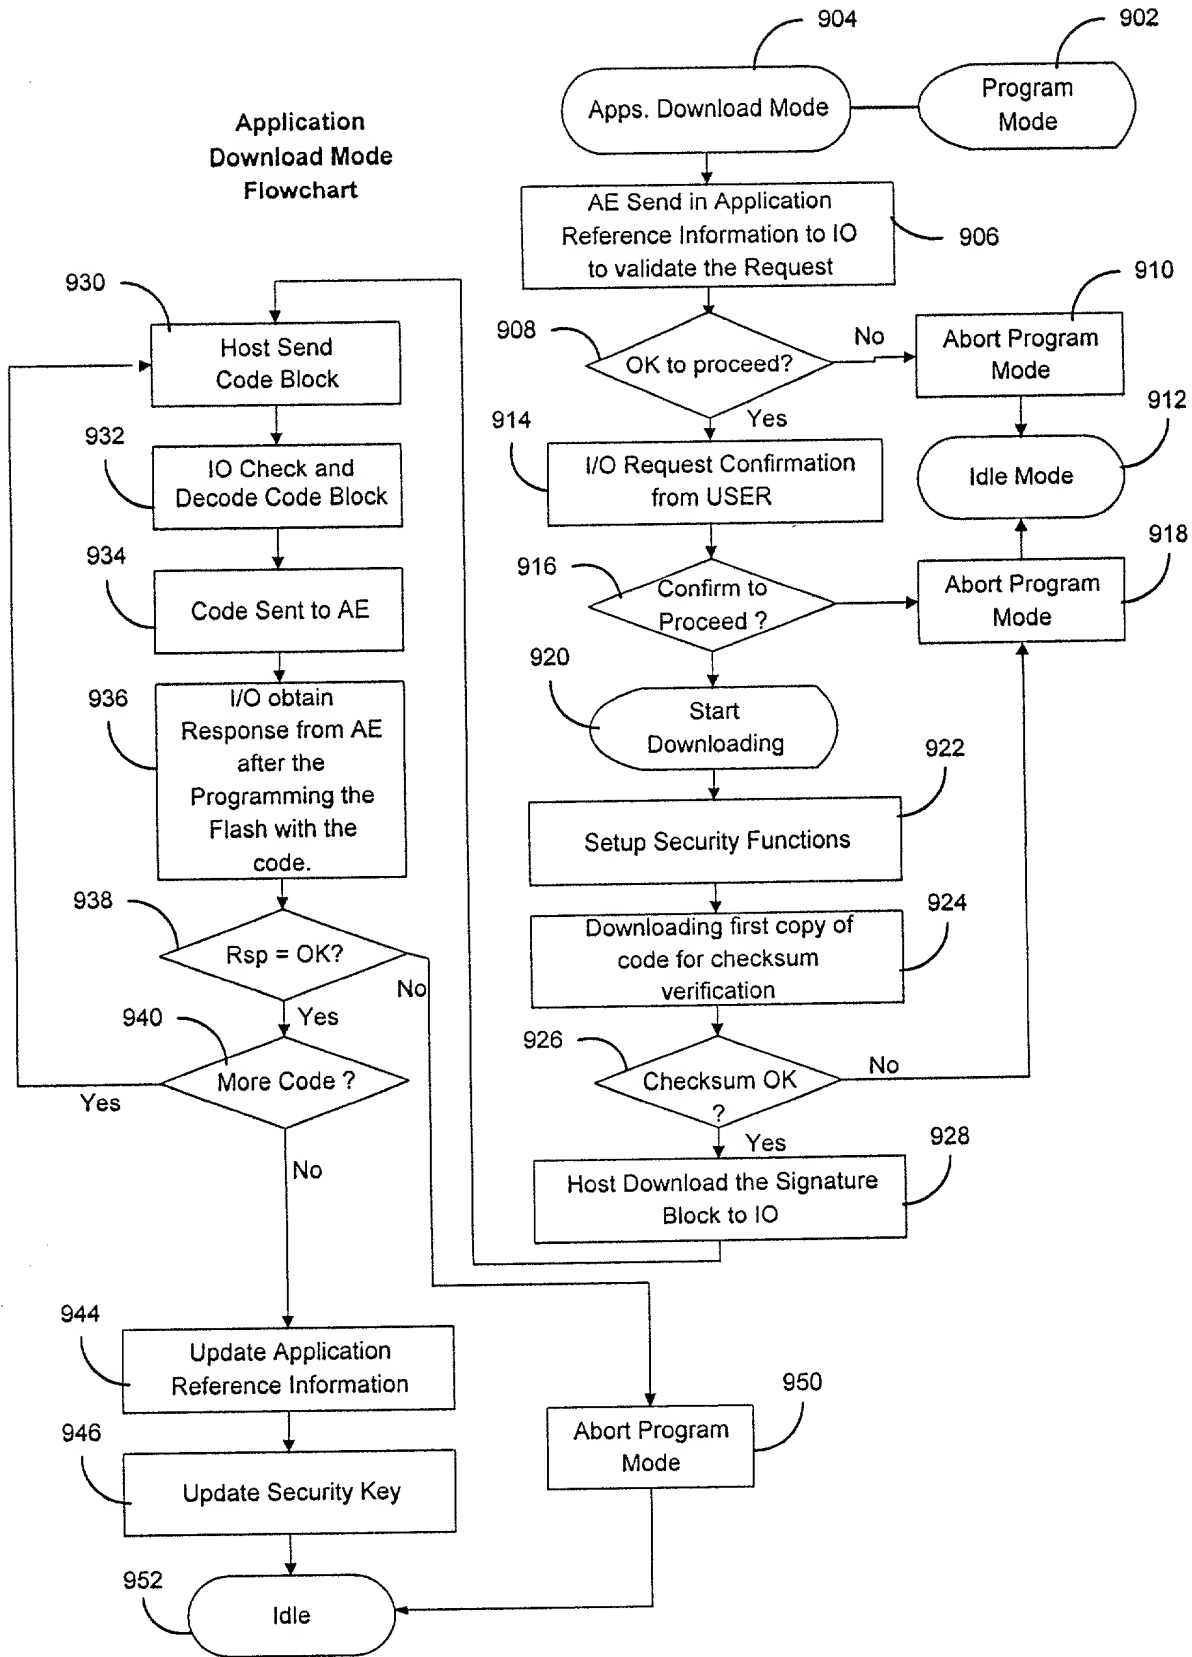 904
902
Apps. Download Mode
Program
Mode
Application
Download Mode
Flowchart
AE Send in Application
Reference Information to IO
to validate the Request
906
930
910
908
OK to proceed?
No
Abort Program
Mode
Host Send
Code Block
Yes
914
912
932
I/O Request Confirmation
from USER
Idle Mode
IO Check and
Decode Code Block
918
934
916
Confirm to
Proceed ?
Abort Program
Mode
Code Sent to AE
920
936
I/O obtain
Response from AE
after the
Programming the
Flash with the
code.
Start
Downloading
922
Setup Security Functions
938
924
Downloading first copy of
code for checksum
verification
Rsp = OK?
No
Yes
940
926
More Code ?
Checksum OK
?
No
Yes
Yes
928
No
Host Download the Signature
Block to IO
944
Update Application
Reference Information
950
946
Abort Program
Mode
Update Security Key
952
Idle